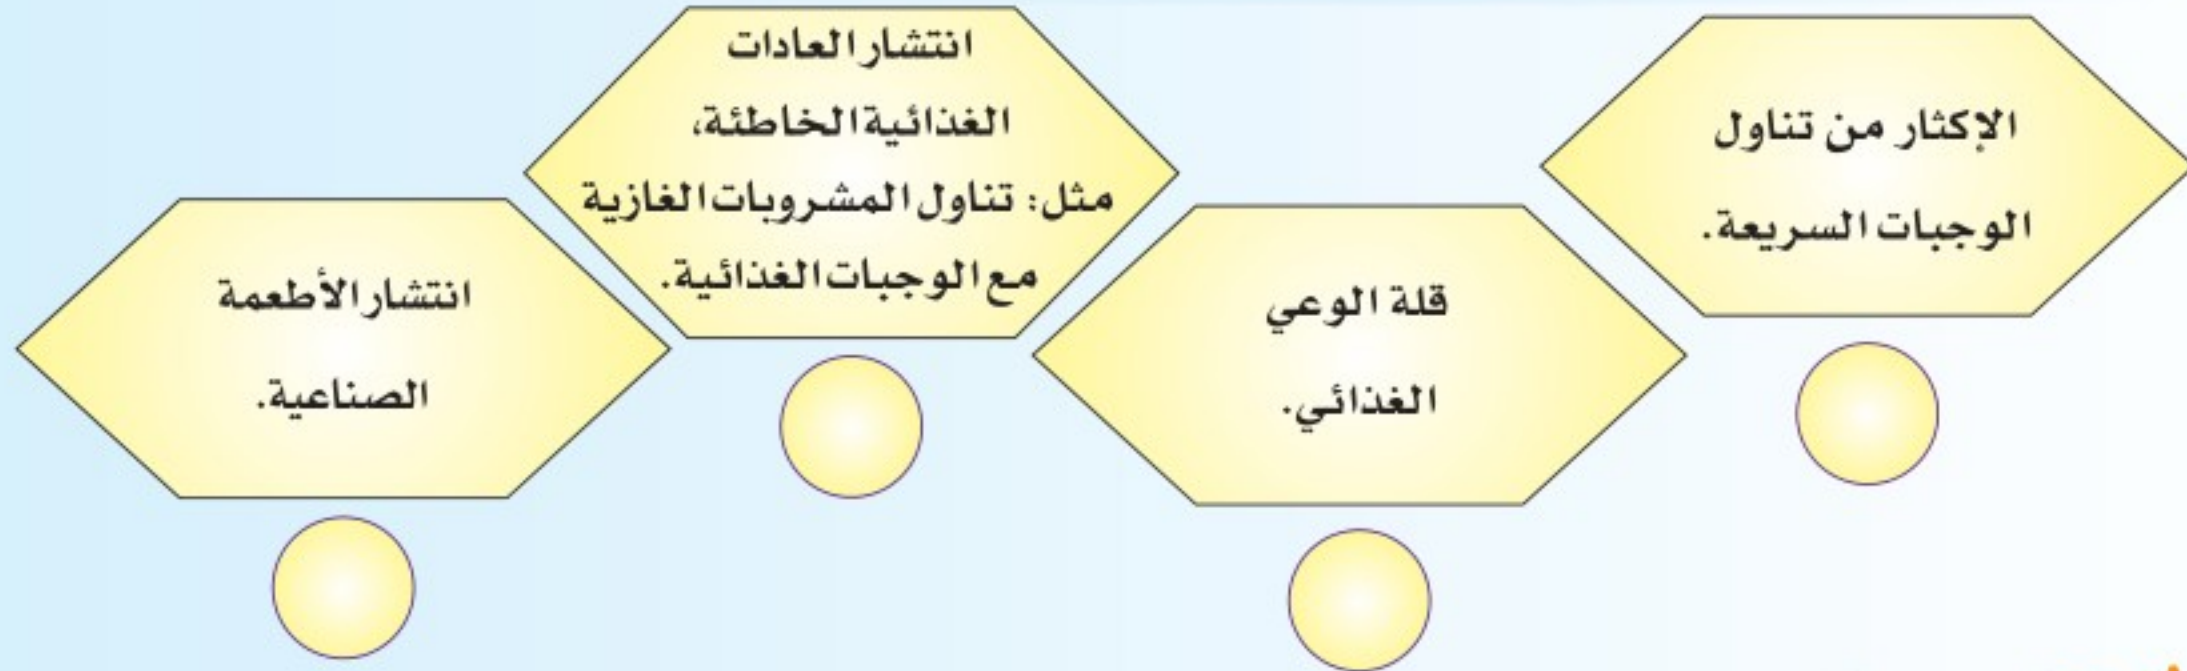 الإكثار من تناول
الوجبات السريعة.
قلة الوعي
الغذائي.
انتشار العادات
الغذائية الخاطئة،
مثل: تناول المشروبات الغازية
مع الوجبات الغذائية.
انتشار الأطعمة
الصناعية.